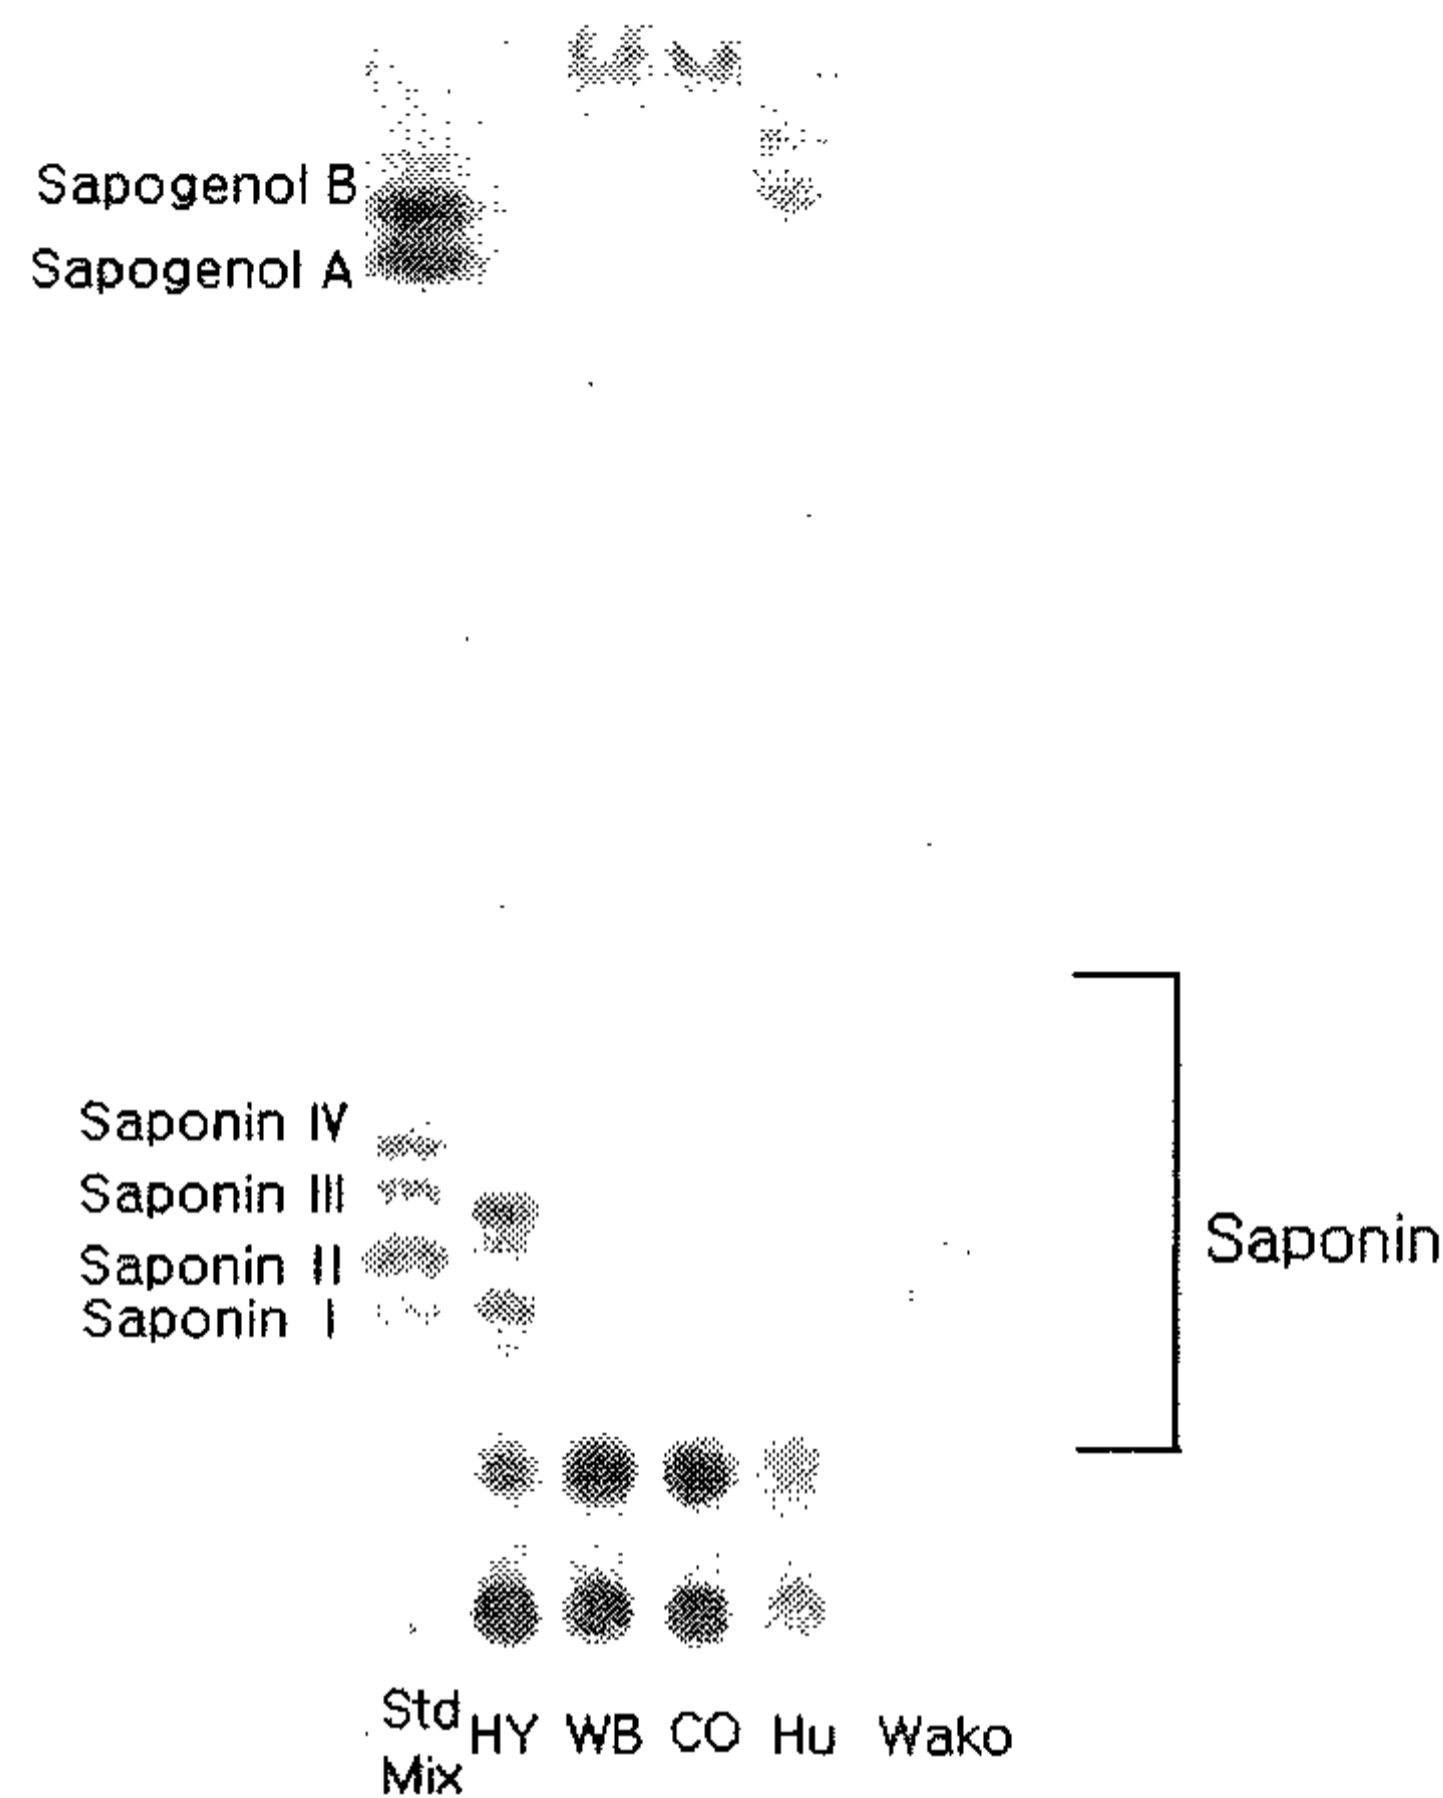 Sapogenol B
Sapogenol A
Saponin IV
Saponin III
Saponin II
Saponin I
Saponin
Std Mix
HY
WB
CO
Hu
Wako